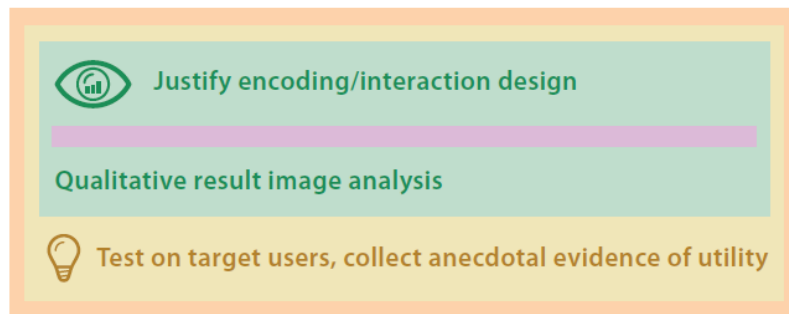 Justify encoding/interaction design
Qualitative result image analysis
Test on target users, collect anecdotal evidence of utility